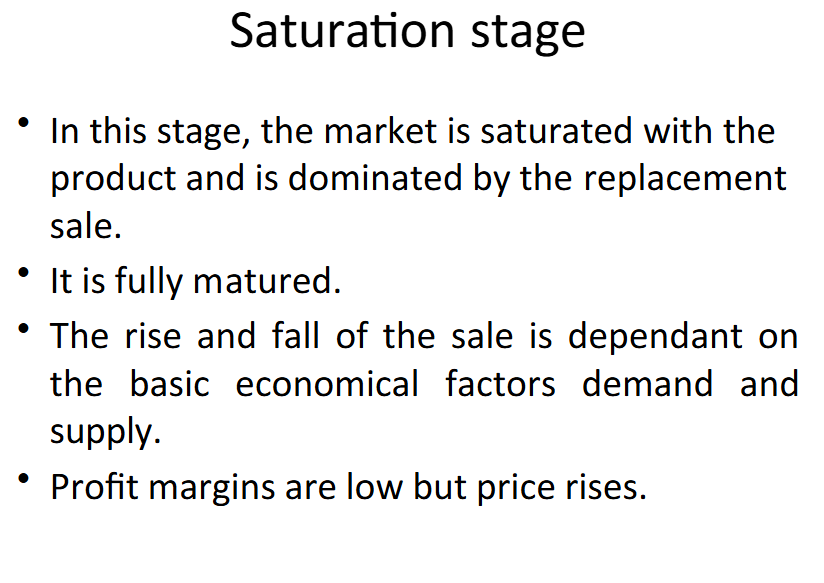 Saturation stage
• In this stage, the market is saturated with the
product and is dominated by the replacement
sale.
• It is fully matured.
• The rise and fall of the sale is dependant on
the basic economical factors demand and
supply.
• Profit margins are low but price rises.